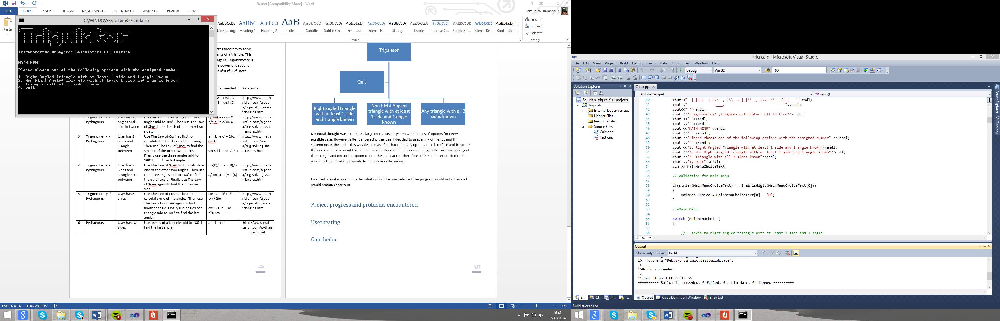 Report [Compatibility Mode] - Word
FILE HOME INSERT DESIGN PAGE LAYOUT REFERENCES MAILINGS REVIEW VIEW
Samuel Williamson
Paste
AaBbCcDc AaBbC AaBbCcI AaB AaBbCcD AaBbCcDt AaBbCcDt AaBbCcDt AaBbCcDc AaBbCcDt AaBbCcDt AABBCCDD AABBCCDD AaBbCcDt
No Spacing Heading 1 Heading 2 Title Subtitle Subtle Em... Emphasis Intense E... Strong Quote Intense Q... Subtle Ref... Intense Re... Book Title
Styles
Find
Replace
Select
Editing
C:\WINDOWS\system32\cmd.exe
Trigulator
Trigonometry/Pythagoras Calculator: C++ Edition
MAIN MENU
Please choose one of the following options with the assigned number
1. Right Angled Triangle with at least 1 side and 1 angle known
2. Non Right Angled Triangle with at least 1 side and 1 angle known
3. Triangle with all 3 sides known
4. Quit
oras theorem to solve
ents of a triangle. This
ngent. Trigonometry is
e power of deduction
n a² = b² + c². Both
ulas needed Reference
A = c/sin C
B = c/sin C
http://www.math
sisfun.com/algebr
a/trig-solving-aas-
triangles.html
2 Trigonometry /
Pythagoras
User has 2
angles and 1
side between
Find the third angle using the three
angles add to 180°. Then use The Law
of Sines to find each of the other two
sides.
a/sinA = c/sin C
b/sinB = c/sin C
http://www.math
sisfun.com/algebr
a/trig-solving-asa-
triangles.html
3 Trigonometry /
Pythagoras
User has 2
Sides and
1 Angle
between
Use The Law of Cosines first to
calculate the third side of the triangle.
Then use The Law of Sines to find the
smaller of the other two angles.
Finally use the three angles add to
180° to find the last angle.
a² = b² + c² – 2bc
cosA
sin B / b = sin A / a
http://www.math
sisfun.com/algebr
a/trig-solving-sas-
triangles.html
4 Trigonometry /
Pythagoras
User has 2
Sides and
1 Angle not
between
Use The Law of Sines first to calculate
one of the other two angles. Then use
the three angles add to 180° to find
the other angle. Finally use The Law
of Sines again to find the unknown
side.
sin(C)/c = sin(B)/b
a/sin(A) = b/sin(B)
http://www.math
sisfun.com/algebr
a/trig-solving-ssa-
triangles.html
5 Trigonometry /
Pythagoras
User has 3
sides
Use The Law of Cosines first to
calculate one of the angles. Then use
The Law of Cosines again to find
another angle. Finally use angles of a
triangle add to 180° to find the last
angle.
cos A = (b² + c² –
a²) / 2bc
cos B = (c² + a² –
b²)/2ca
http://www.math
sisfun.com/algebr
a/trig-solving-sss-
triangles.html
6 Pythagoras
User has two
sides
Use angles of a triangle add to 180° to
find the last angle.
a² = b² + c²
http://www.math
sisfun.com/pythag
oras.html
4
Trigulator
Quit
Right angled triangle
with at least 1 side
and 1 angle known
Non Right Angled
triangle with at least
1 side and 1 angle
known
Any triangle with all 3
sides known
My initial thought was to create a large menu based system with dozens of options for every
possible case. However, after deliberating the idea, I decided to uses a mix of menus and If
statements in the code. This was decided as I felt that too many options could confuse and frustrate
the end user. There would be one menu with three of the options relating to the problem solving of
the triangle and one other option to quit the application. Therefore all the end user needed to do
was select the most appropriate listed option in the menu.
I wanted to make sure no matter what option the user selected, the program would not differ and
would remain consistent.
Project progress and problems encountered
User testing
Conclusion
5
PAGE 6 OF 6 1106 WORDS
90%
16:47
07/12/2014
trig calc - Microsoft Visual Studio
File Edit View Project Build Debug Team Data Tools Test Window Help
Debug Win32 =90
Solution Explorer
Solution 'trig calc' (1 project)
trig calc
External Dependencies
Header Files
Resource Files
Source Files
Calc.cpp
Test.cpp
Calc.cpp
(Global Scope) main()
40 cout<<" |_||_| |_|\\__, |\\__,_|_|\\__,_|\\__\\___/|_| "<<endl;
41 cout<<" |___/ "<<endl;
42 cout<<" "<<endl;
43 cout <<"Trigonometry/Pythagoras Calculator: C++ Edition"<<endl;
44 cout <<" "<<endl;
45 cout <<" "<<endl;
46 cout <<"MAIN MENU" <<endl;
47 cout <<" " <<endl;
48 cout <<"Please choose one of the following options with the assigned number" << endl;
49 cout <<" " <<endl;
50 cout <<"1. Right Angled Triangle with at least 1 side and 1 angle known"<<endl;
51 cout <<"2. Non Right Angled Triangle with at least 1 side and 1 angle known"<<endl;
52 cout <<"3. Triangle with all 3 sides known"<<endl;
53 cout <<"4. Quit"<<endl;
54 cin >> MainMenuChoiceText;
55
56 //-Validation for main menu
57
58 if(strlen(MainMenuChoiceText) == 1 && isdigit(MainMenuChoiceText[0]))
59 {
60 MainMenuChoice = MainMenuChoiceText[0] - '0';
61 }
62
63 //-Main Menu
64
65 switch (MainMenuChoice)
66 {
67
68 //- Linked to right angled triangle with at least 1 side and 1 angle
100 %
Output
Show output from: Build
1> Touching "Debug\trig calc.lastbuildstate".
1>
1>Build succeeded.
1>
1>Time Elapsed 00:00:17.56
========== Build: 1 succeeded, 0 failed, 0 up-to-date, 0 skipped ==========
S... Cl... Pr... T...
Output Code Definition Window Error List
Build succeeded
Server Explorer
Toolbox